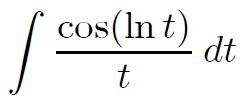 ∫ cos(ln t)/t dt